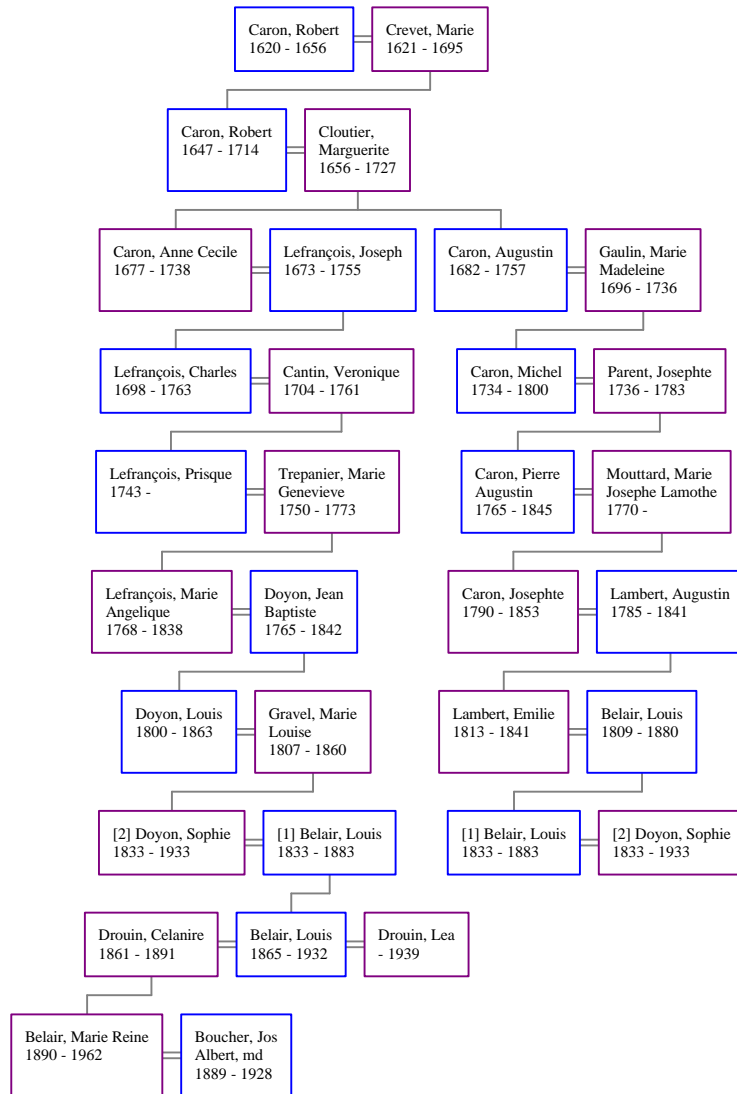 Caron, Robert
1620 - 1656
Crevet, Marie
1621 - 1695
Caron, Robert
1647 - 1714
Cloutier,
Marguerite
1656 - 1727
Caron, Anne Cecile
1677 - 1738
Lefrançois, Joseph
1673 - 1755
Caron, Augustin
1682 - 1757
Gaulin, Marie
Madeleine
1696 - 1736
Lefrançois, Charles
1698 - 1763
Cantin, Veronique
1704 - 1761
Caron, Michel
1734 - 1800
Parent, Josephte
1736 - 1783
Lefrançois, Prisque
1743 -
Trepanier, Marie
Genevieve
1750 - 1773
Caron, Pierre
Augustin
1765 - 1845
Mouttard, Marie
Josephe Lamothe
1770 -
Lefrançois, Marie
Angelique
1768 - 1838
Doyon, Jean
Baptiste
1765 - 1842
Caron, Josephte
1790 - 1853
Lambert, Augustin
1785 - 1841
Doyon, Louis
1800 - 1863
Gravel, Marie
Louise
1807 - 1860
Lambert, Emilie
1813 - 1841
Belair, Louis
1809 - 1880
[2] Doyon, Sophie
1833 - 1933
[1] Belair, Louis
1833 - 1883
[1] Belair, Louis
1833 - 1883
[2] Doyon, Sophie
1833 - 1933
Drouin, Celanire
1861 - 1891
Belair, Louis
1865 - 1932
Drouin, Lea
- 1939
Belair, Marie Reine
1890 - 1962
Boucher, Jos
Albert, md
1889 - 1928